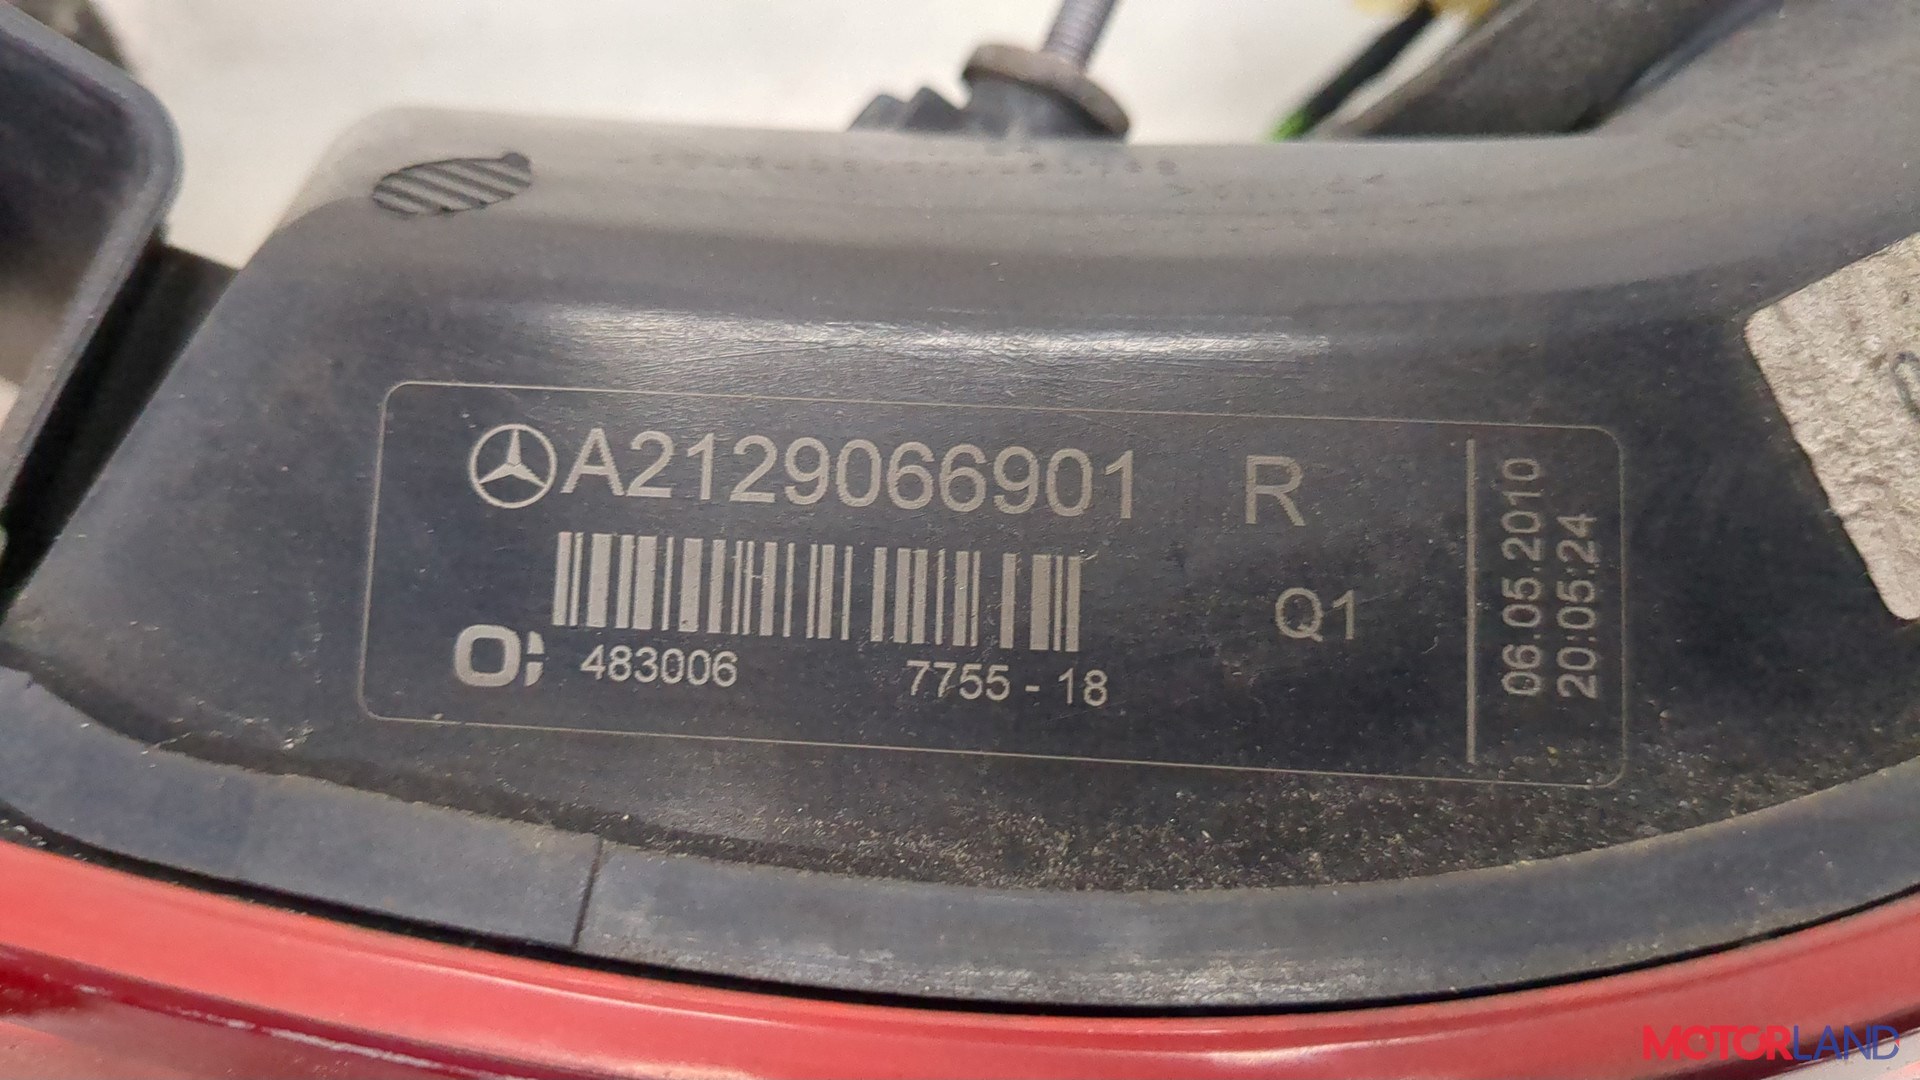 A2129066901 R
Q1
483006 7755 - 18
06.05.2010
20:05:24
MOTORLAND